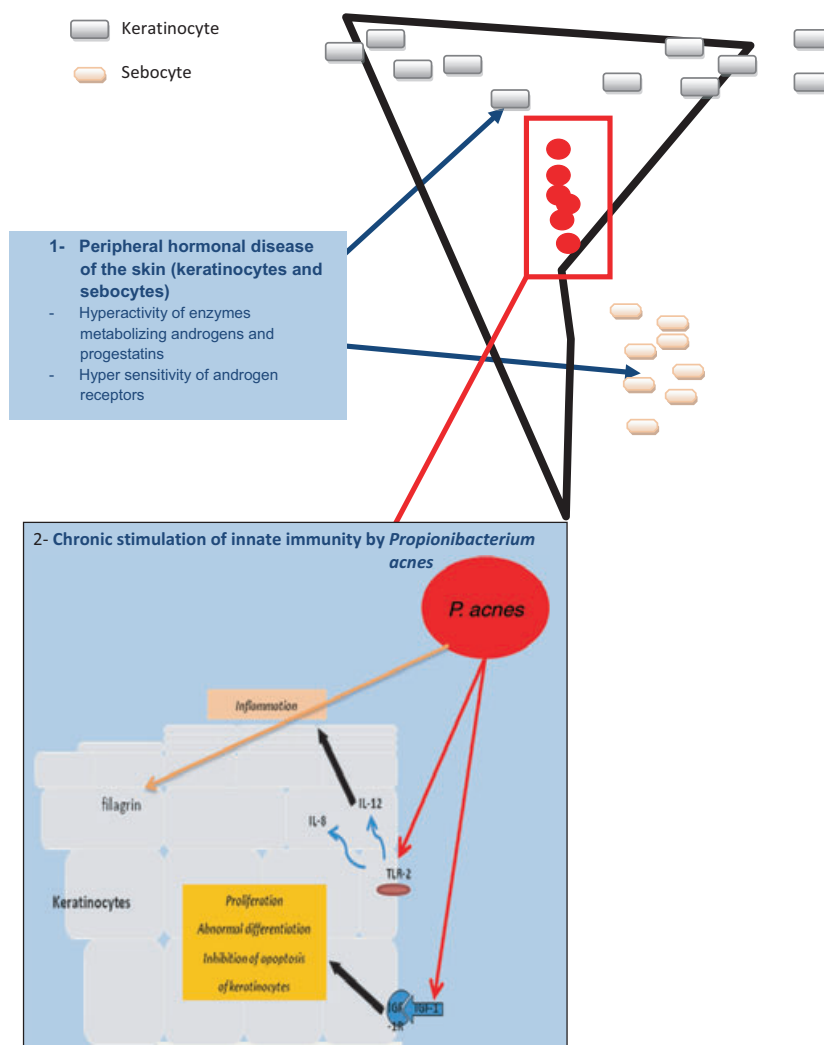 Keratinocyte
Sebocyte
1- Peripheral hormonal disease
of the skin (keratinocytes and
sebocytes)
- Hyperactivity of enzymes
metabolizing androgens and
progestatins
- Hyper sensitivity of androgen
receptors
2- Chronic stimulation of innate immunity by Propionibacterium
acnes
P. acnes
Inflammation
filagrin
IL-12
IL-8
TLR-2
Keratinocytes
Proliferation
Abnormal differentiation
Inhibition of apoptosis
of keratinocytes
IGF
-1R
IGF-1